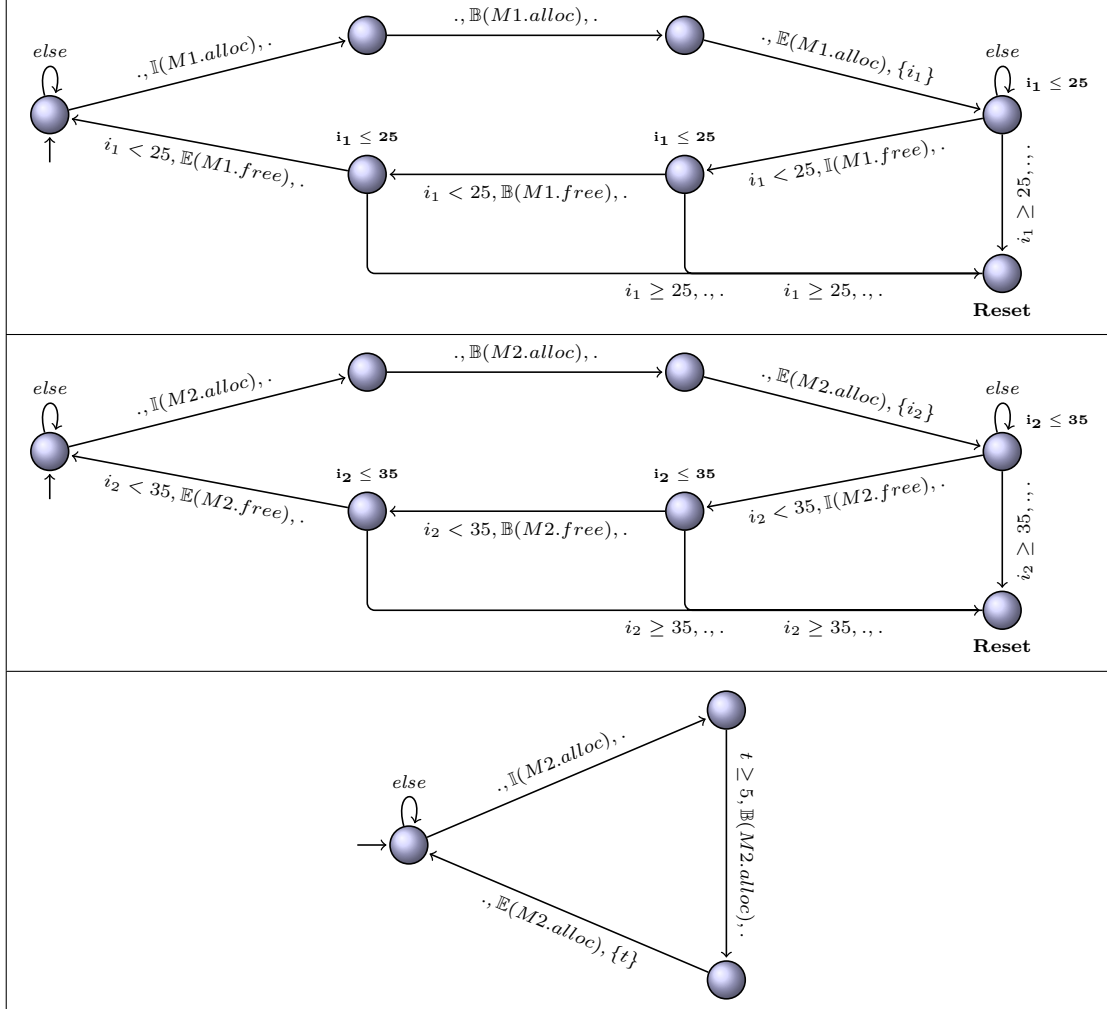 ., 𝔹(M1.alloc), .
else
., 𝕀(M1.alloc), .
., 𝔼(M1.alloc), {i₁}
else
i₁ ≤ 25
i₁ ≤ 25
i₁ ≤ 25
i₁ < 25, 𝔼(M1.free), .
i₁ < 25, 𝔹(M1.free), .
i₁ < 25, 𝕀(M1.free), .
i₁ ≥ 25, ., .
i₁ ≥ 25, ., .
i₁ ≥ 25, ., .
Reset
., 𝔹(M2.alloc), .
else
., 𝕀(M2.alloc), .
., 𝔼(M2.alloc), {i₂}
else
i₂ ≤ 35
i₂ ≤ 35
i₂ ≤ 35
i₂ < 35, 𝔼(M2.free), .
i₂ < 35, 𝔹(M2.free), .
i₂ < 35, 𝕀(M2.free), .
i₂ ≥ 35, ., .
i₂ ≥ 35, ., .
i₂ ≥ 35, ., .
Reset
., 𝕀(M2.alloc), .
else
t ≥ 5, 𝔹(M2.alloc), .
., 𝔼(M2.alloc), {t}